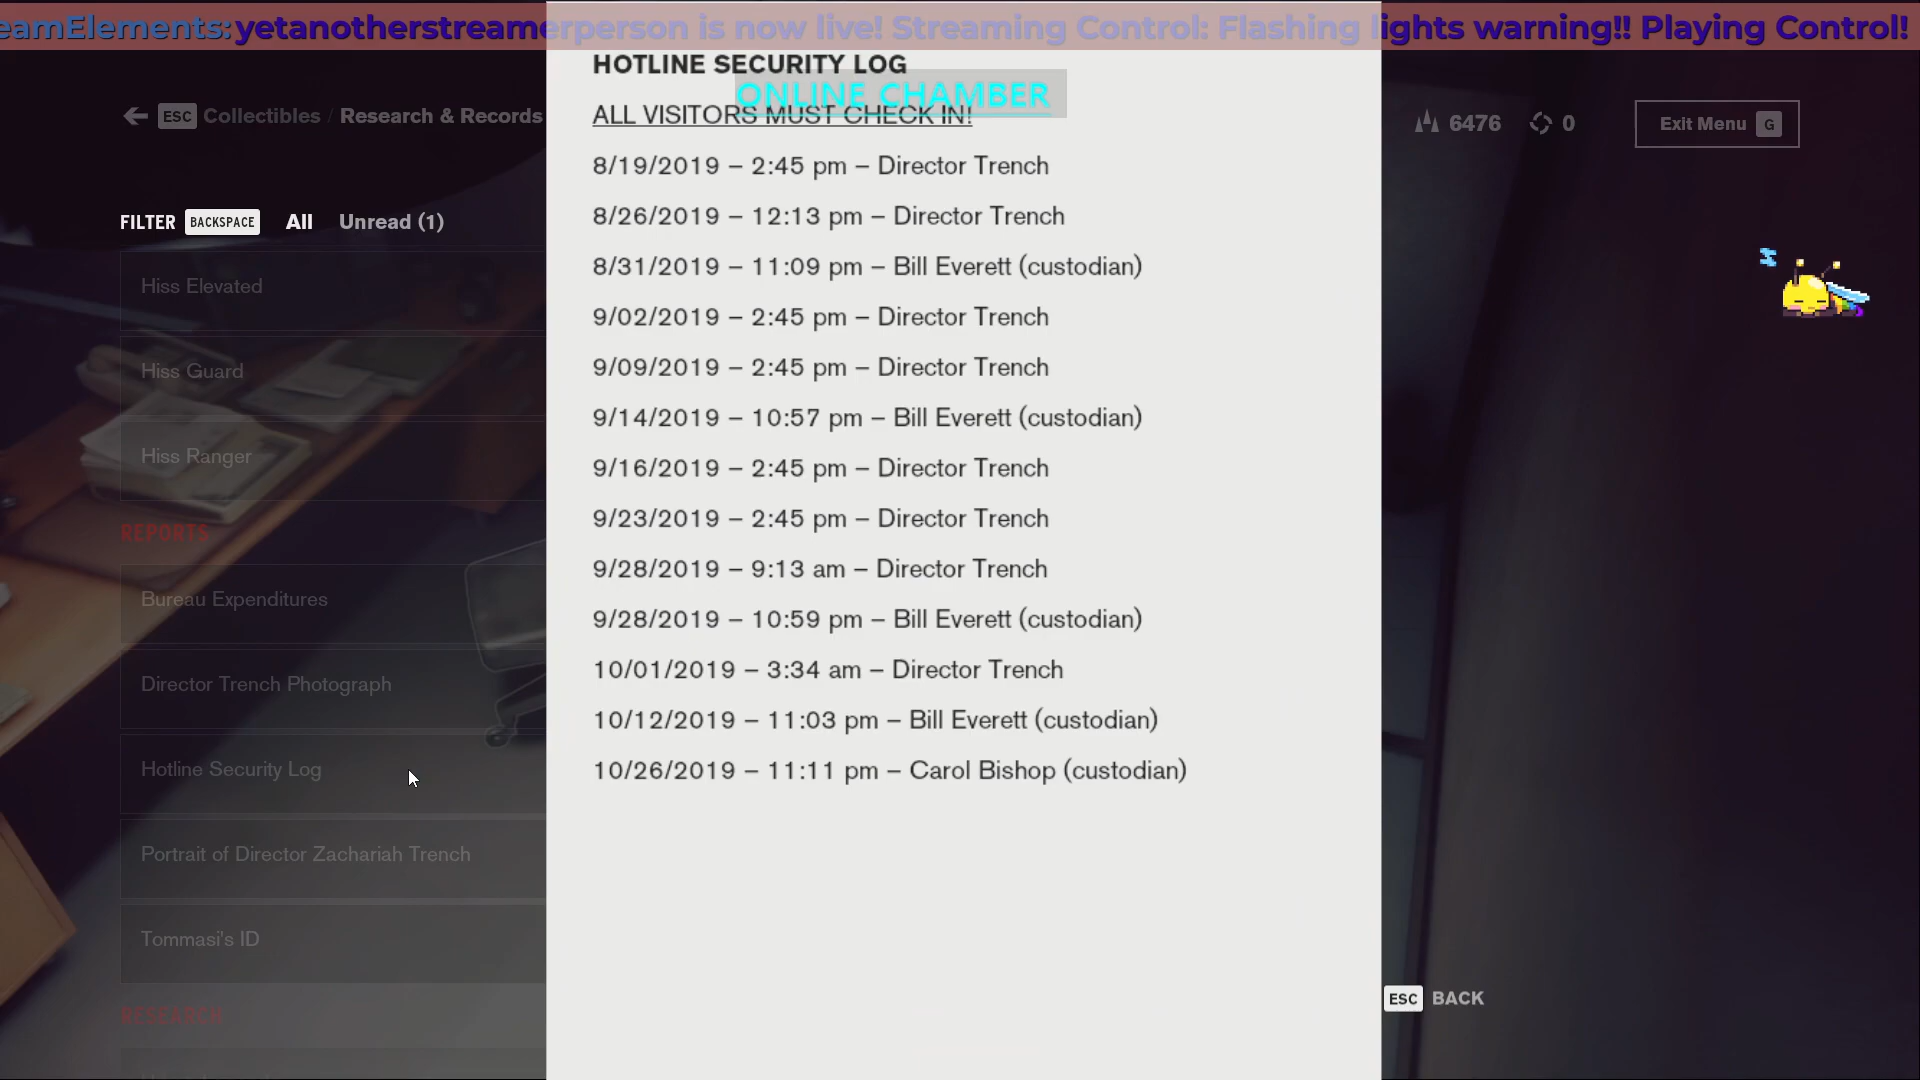 eamElements: yetanotherstreamerperson is now live! Streaming Control: Flashing lights warning!! Playing Control!
HOTLINE SECURITY LOG
ONLINE CHAMBER
ALL VISITORS MUST CHECK IN!
ESC Collectibles / Research & Records
6476 0
Exit Menu G
FILTER BACKSPACE All Unread (1)
Hiss Elevated
Hiss Guard
Hiss Ranger
REPORTS
Bureau Expenditures
Director Trench Photograph
Hotline Security Log
Portrait of Director Zachariah Trench
Tommasi's ID
RESEARCH
8/19/2019 – 2:45 pm – Director Trench
8/26/2019 – 12:13 pm – Director Trench
8/31/2019 – 11:09 pm – Bill Everett (custodian)
9/02/2019 – 2:45 pm – Director Trench
9/09/2019 – 2:45 pm – Director Trench
9/14/2019 – 10:57 pm – Bill Everett (custodian)
9/16/2019 – 2:45 pm – Director Trench
9/23/2019 – 2:45 pm – Director Trench
9/28/2019 – 9:13 am – Director Trench
9/28/2019 – 10:59 pm – Bill Everett (custodian)
10/01/2019 – 3:34 am – Director Trench
10/12/2019 – 11:03 pm – Bill Everett (custodian)
10/26/2019 – 11:11 pm – Carol Bishop (custodian)
ESC BACK